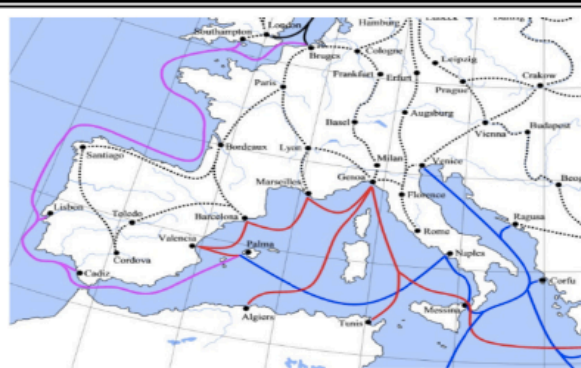 London
Hamburg
Southampton
Bruges
Cologne
Leipzig
Paris
Frankfurt
Erfurt
Prague
Crakow
Augsburg
Basel
Vienna
Budapest
Bordeaux
Lyon
Milan
Venice
Santiago
Marseilles
Genoa
Florence
Ragusa
Lisbon
Toledo
Barcelona
Rome
Valencia
Palma
Naples
Cordova
Corfu
Cadiz
Messina
Algiers
Tunis